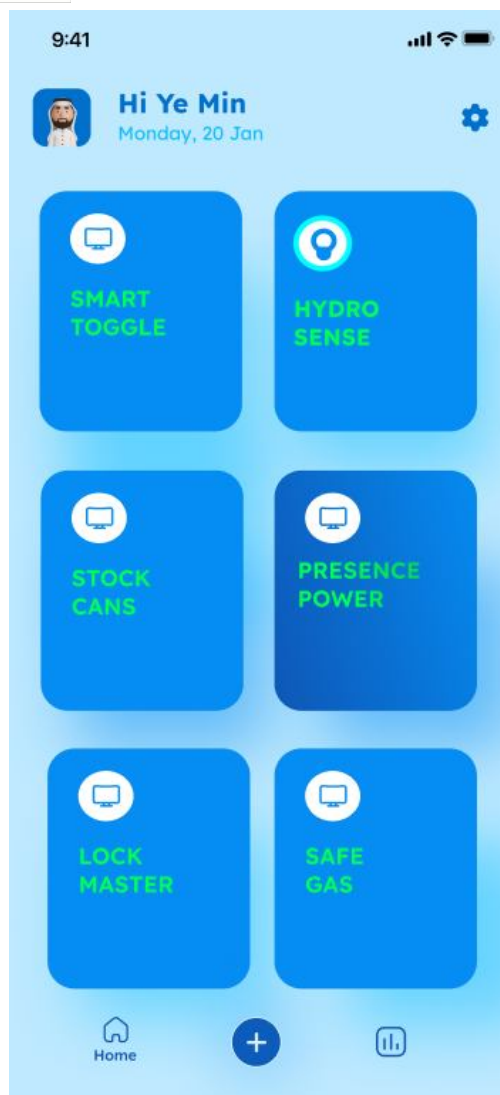 9:41
Hi Ye Min
Monday, 20 Jan
SMART
TOGGLE
HYDRO
SENSE
STOCK
CANS
PRESENCE
POWER
LOCK
MASTER
SAFE
GAS
Home